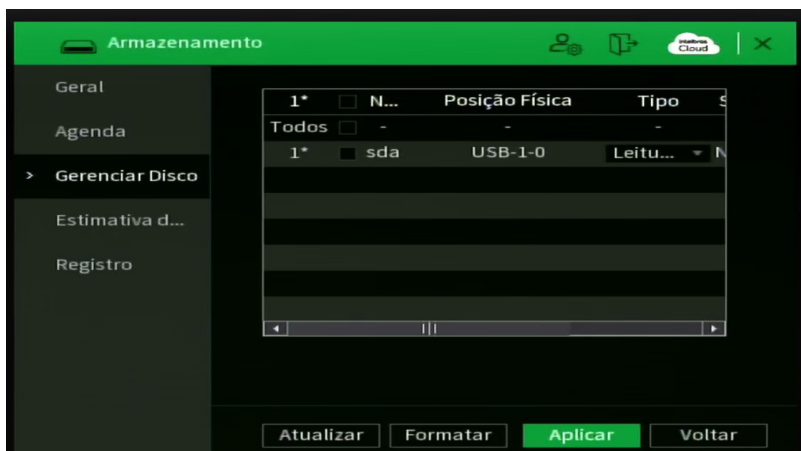 Armazenamento
intelbras
Cloud
Geral
Agenda
> Gerenciar Disco
Estimativa d...
Registro
1* N... Posição Física Tipo
Todos - - -
1* sda USB-1-0 Leitu...
Atualizar Formatar Aplicar Voltar